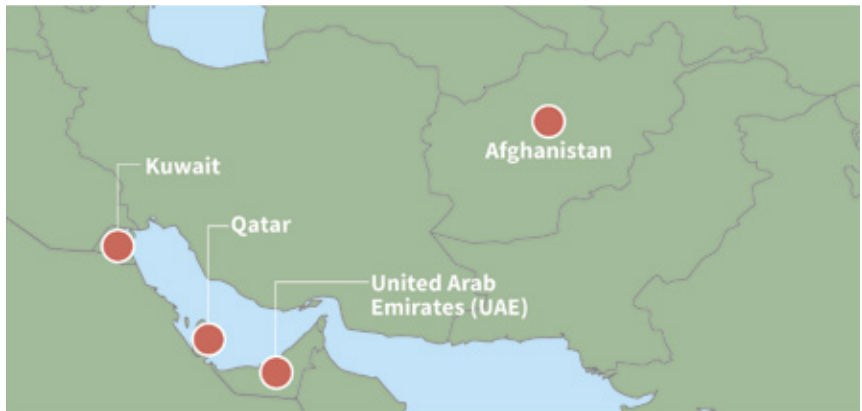 Afghanistan
Kuwait
Qatar
United Arab
Emirates (UAE)